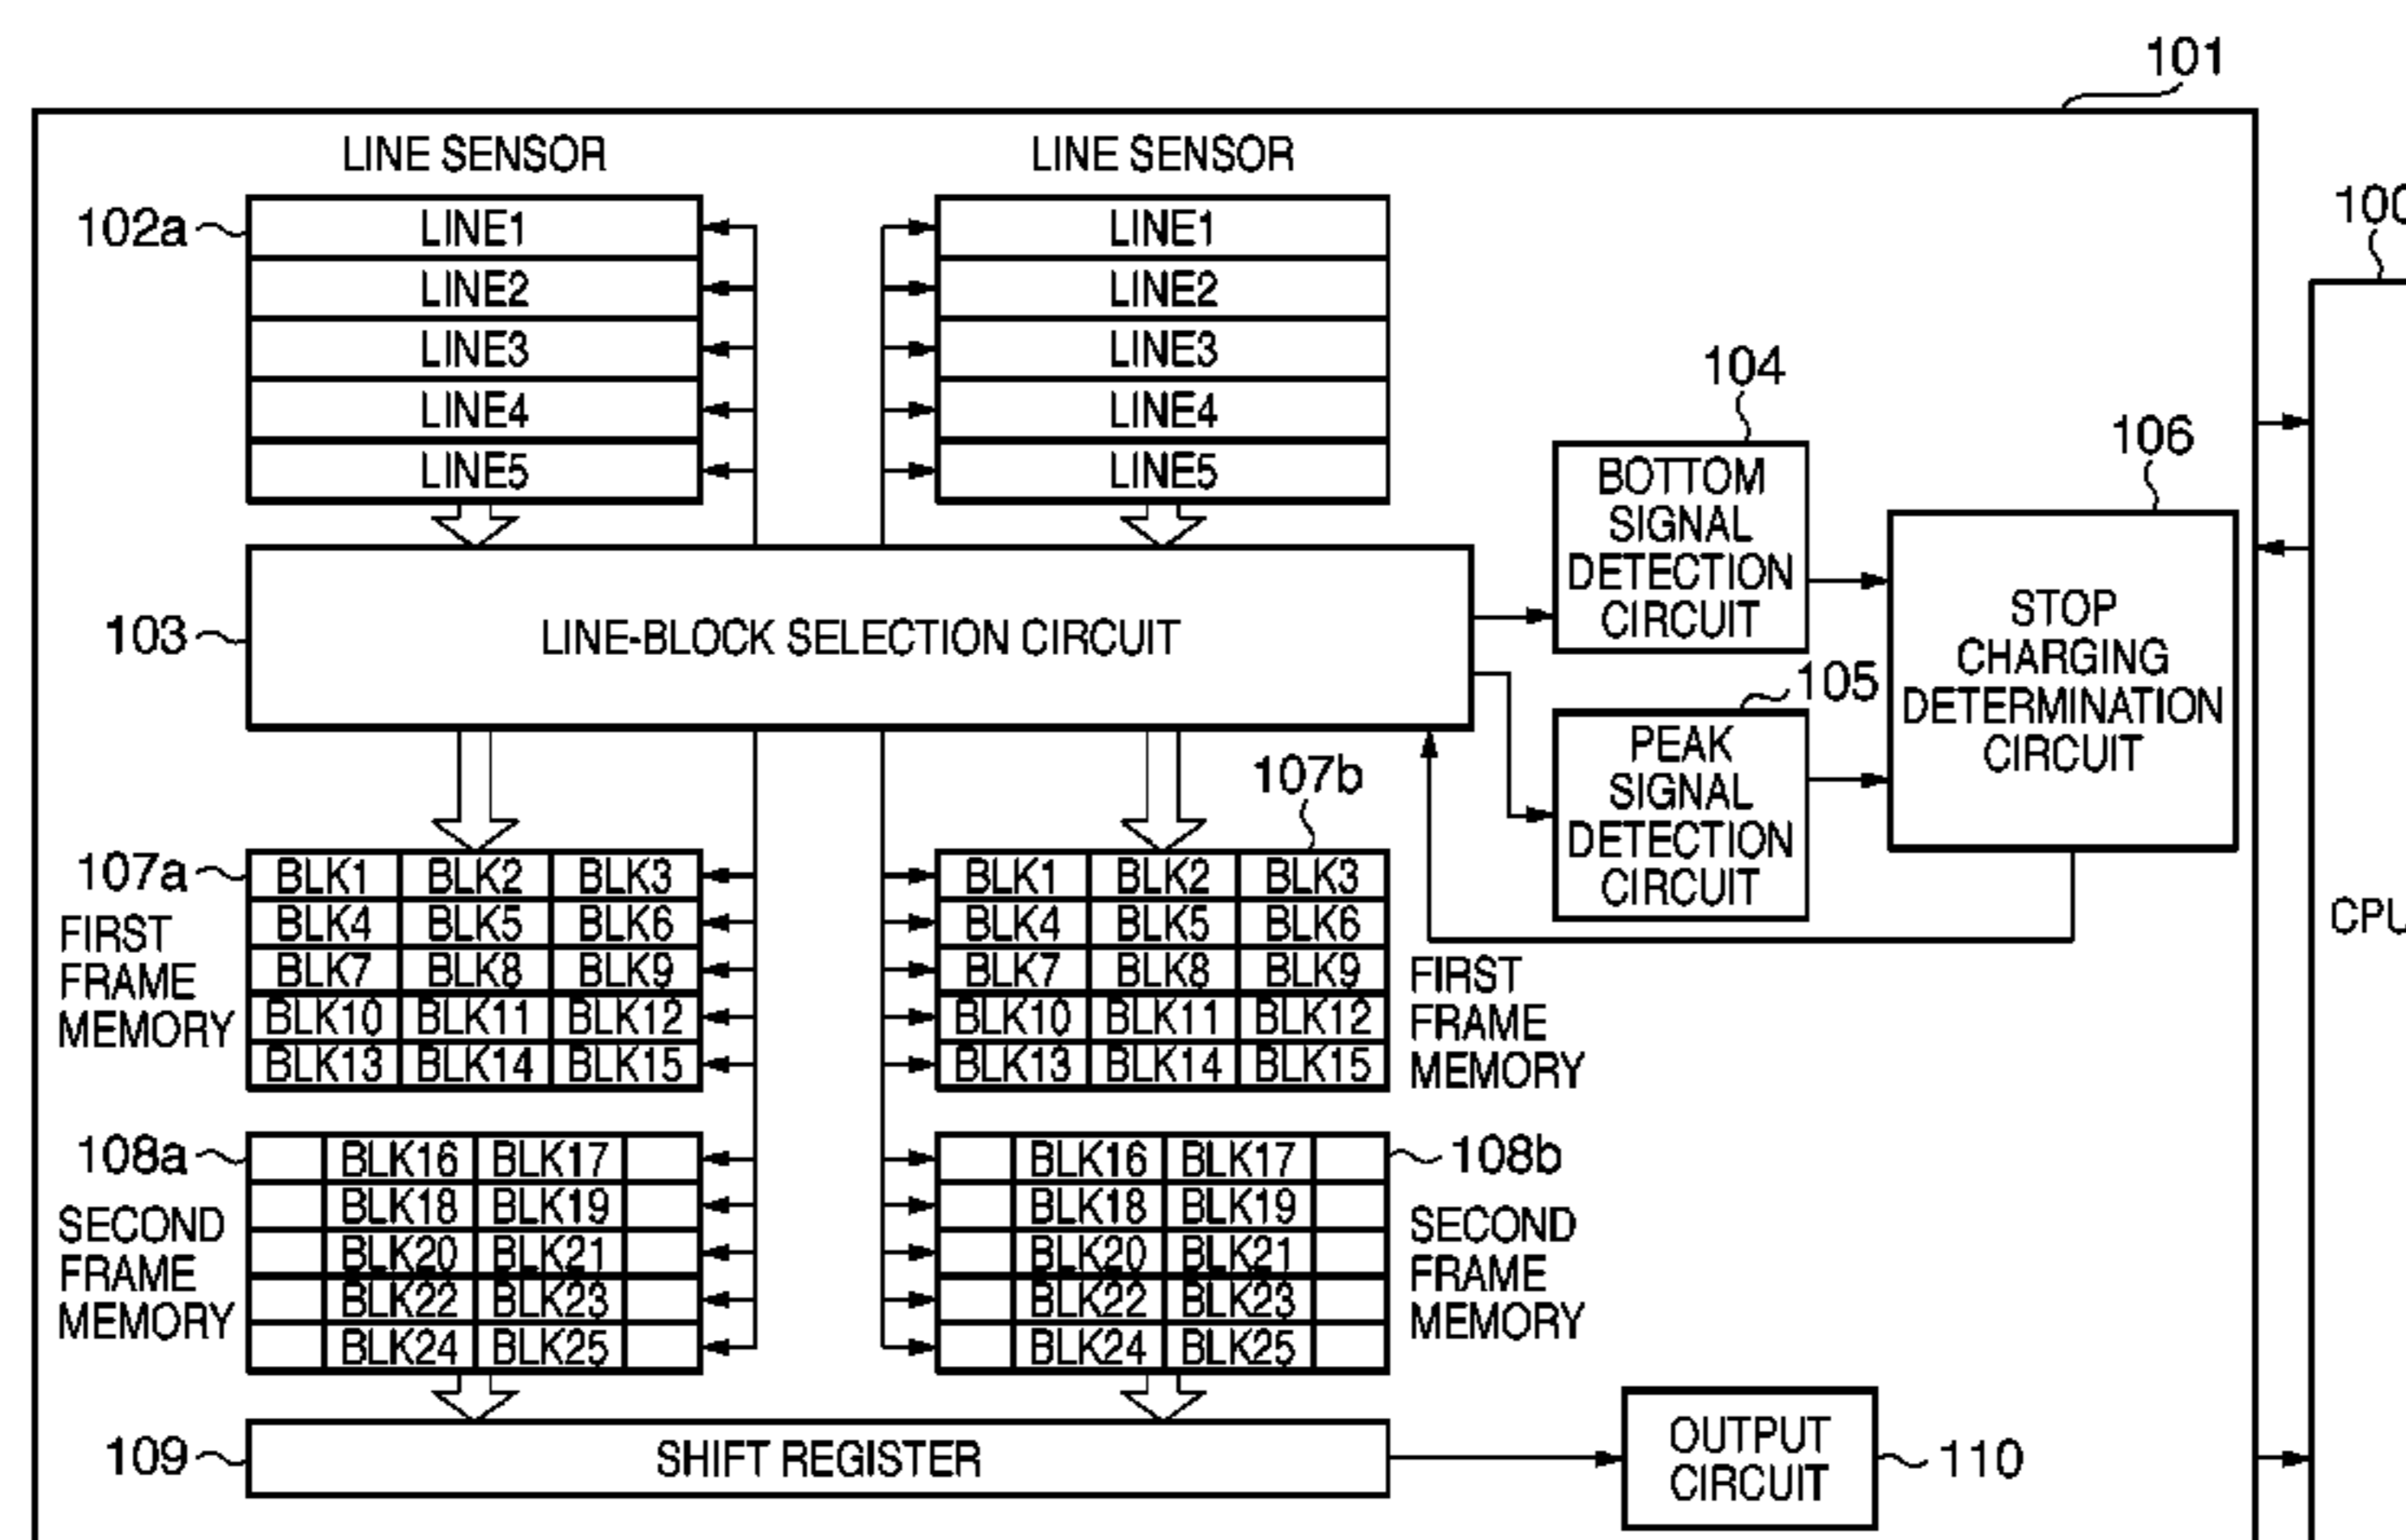 101
LINE SENSOR
LINE SENSOR
102a
LINE1
LINE2
LINE3
LINE4
LINE5
LINE1
LINE2
LINE3
LINE4
LINE5
100
104
BOTTOM
SIGNAL
DETECTION
CIRCUIT
106
STOP
CHARGING
DETERMINATION
CIRCUIT
103
LINE-BLOCK SELECTION CIRCUIT
105
PEAK
SIGNAL
DETECTION
CIRCUIT
CPU
107a
FIRST
FRAME
MEMORY
BLK1 BLK2 BLK3
BLK4 BLK5 BLK6
BLK7 BLK8 BLK9
BLK10 BLK11 BLK12
BLK13 BLK14 BLK15
107b
BLK1 BLK2 BLK3
BLK4 BLK5 BLK6
BLK7 BLK8 BLK9
BLK10 BLK11 BLK12
BLK13 BLK14 BLK15
FIRST
FRAME
MEMORY
108a
SECOND
FRAME
MEMORY
BLK16 BLK17
BLK18 BLK19
BLK20 BLK21
BLK22 BLK23
BLK24 BLK25
BLK16 BLK17
BLK18 BLK19
BLK20 BLK21
BLK22 BLK23
BLK24 BLK25
108b
SECOND
FRAME
MEMORY
109
SHIFT REGISTER
OUTPUT
CIRCUIT
110